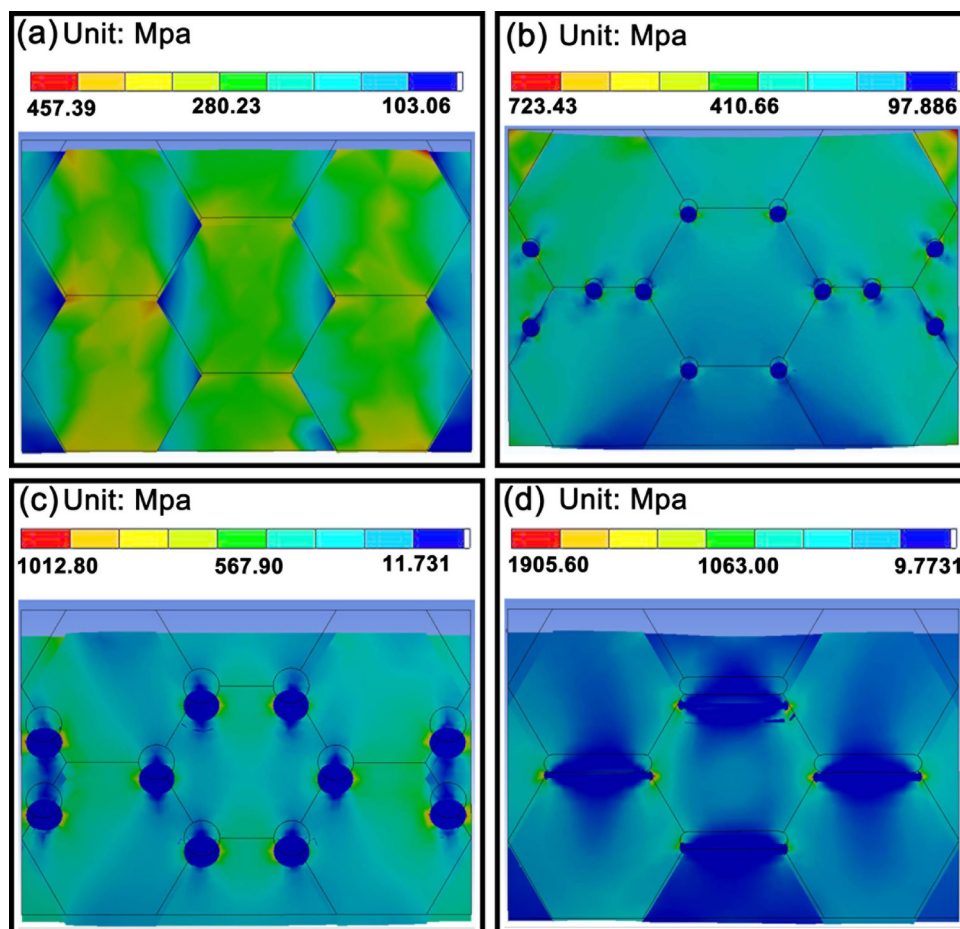 (a) Unit: Mpa
457.39 280.23 103.06
(b) Unit: Mpa
723.43 410.66 97.886
(c) Unit: Mpa
1012.80 567.90 11.731
(d) Unit: Mpa
1905.60 1063.00 9.7731